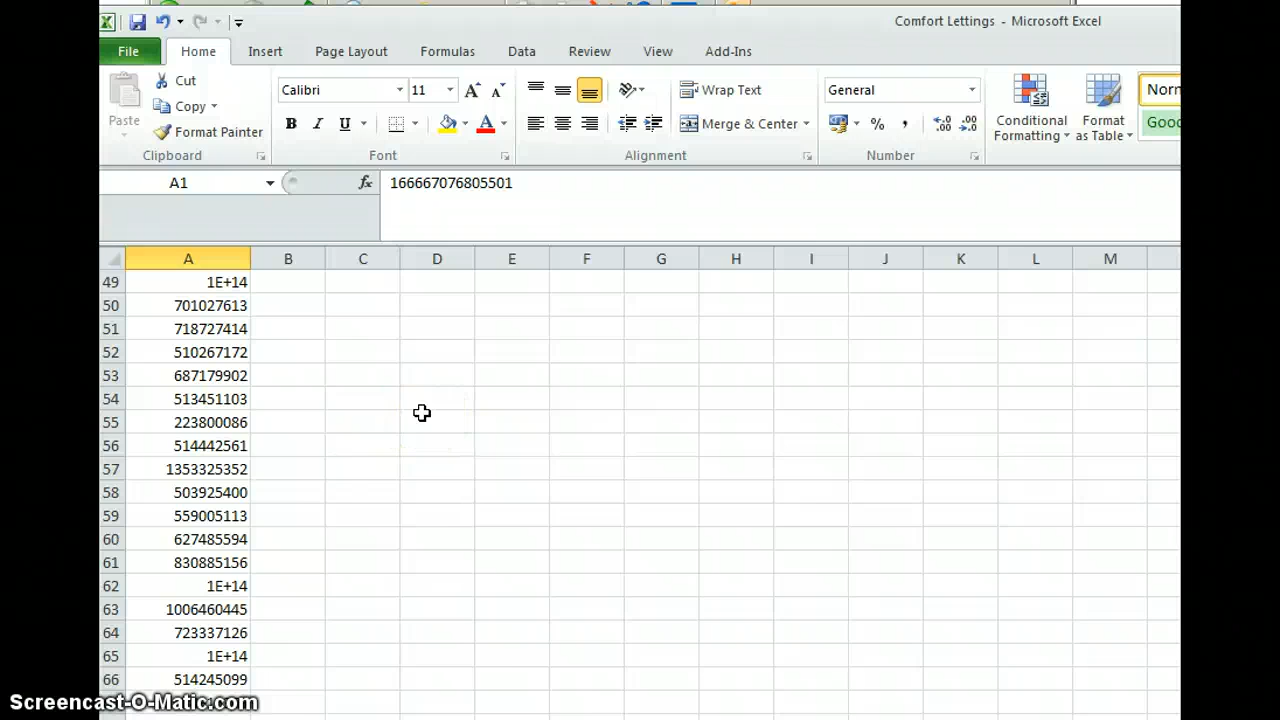 Comfort Lettings - Microsoft Excel
File Home Insert Page Layout Formulas Data Review View Add-Ins
Paste
Cut
Copy
Format Painter
Clipboard
Calibri 11
B I U A
Font
Wrap Text
Merge & Center
Alignment
General
% , .00 .0
Number
Conditional Formatting
Format as Table
Norn
Good
A1 fx 166667076805501
A B C D E F G H I J K L M
49 1E+14
50 701027613
51 718727414
52 510267172
53 687179902
54 513451103
55 223800086
56 514442561
57 1353325352
58 503925400
59 559005113
60 627485594
61 830885156
62 1E+14
63 1006460445
64 723337126
65 1E+14
66 514245099
Screencast-O-Matic.com